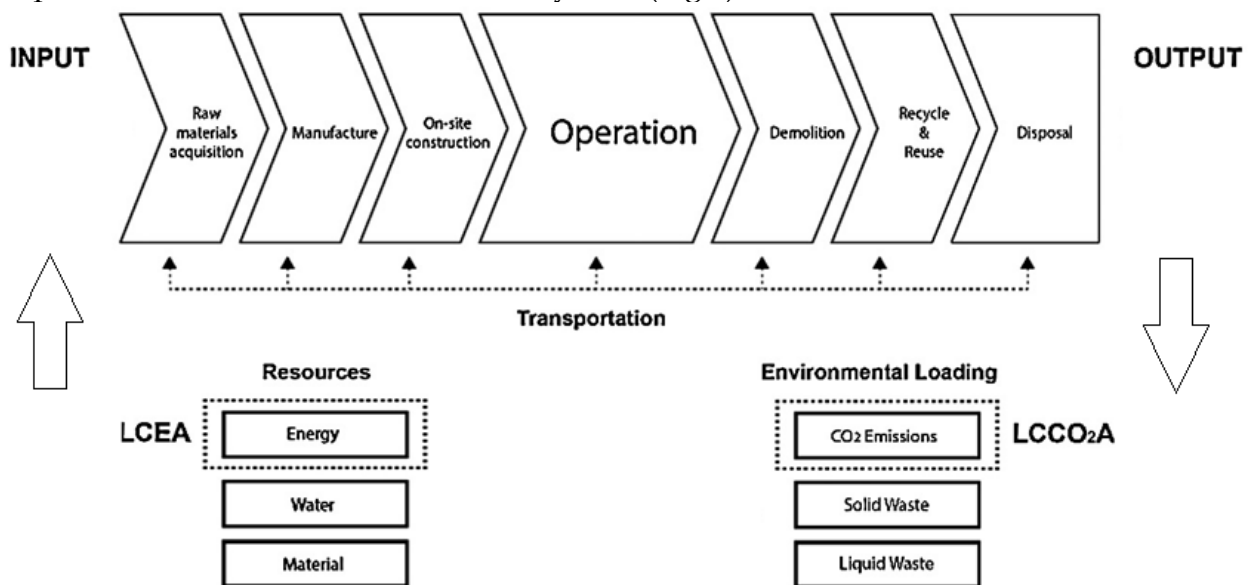 INPUT
OUTPUT
Raw
materials
acquisition
Manufacture
On-site
construction
Operation
Demolition
Recycle
&
Reuse
Disposal
Transportation
Resources
Environmental Loading
LCEA
Energy
CO₂ Emissions
LCCO₂A
Water
Solid Waste
Material
Liquid Waste